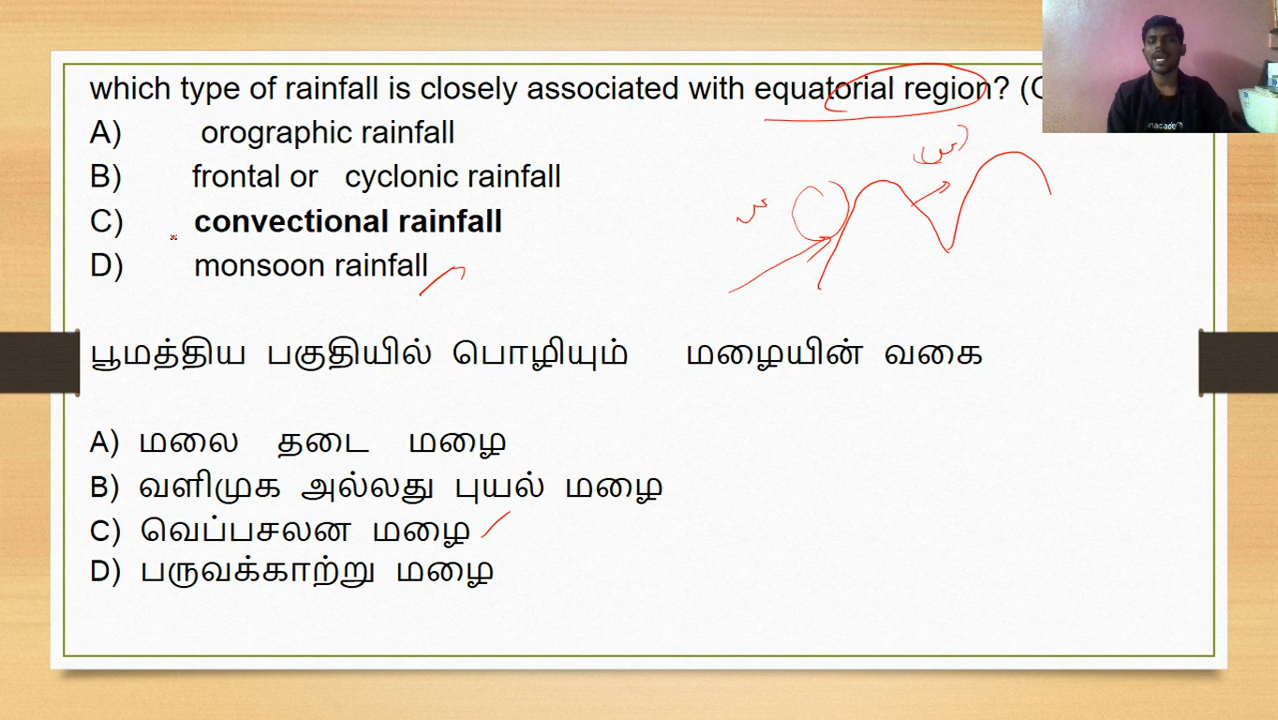 which type of rainfall is closely associated with equatorial region? (
A) orographic rainfall
B) frontal or cyclonic rainfall
C) convectional rainfall
D) monsoon rainfall
பூமத்திய பகுதியில் பொழியும் மழையின் வகை
A) மலை தடை மழை
B) வளிமுக அல்லது புயல் மழை
C) வெப்பசலன மழை
D) பருவக்காற்று மழை